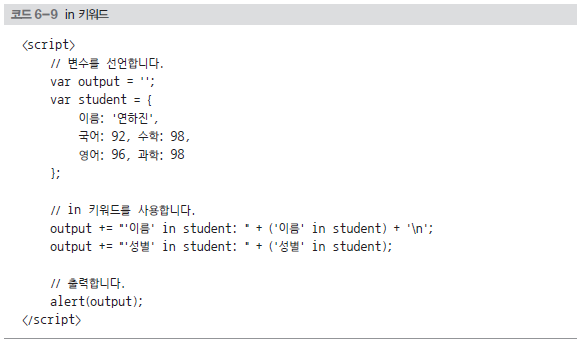 코드 6-9 in 키워드
<script>
// 변수를 선언합니다.
var output = '';
var student = {
이름: '연하진',
국어: 92, 수학: 98,
영어: 96, 과학: 98
};
// in 키워드를 사용합니다.
output += "'이름' in student: " + ('이름' in student) + '\n';
output += "'성별' in student: " + ('성별' in student);
// 출력합니다.
alert(output);
</script>